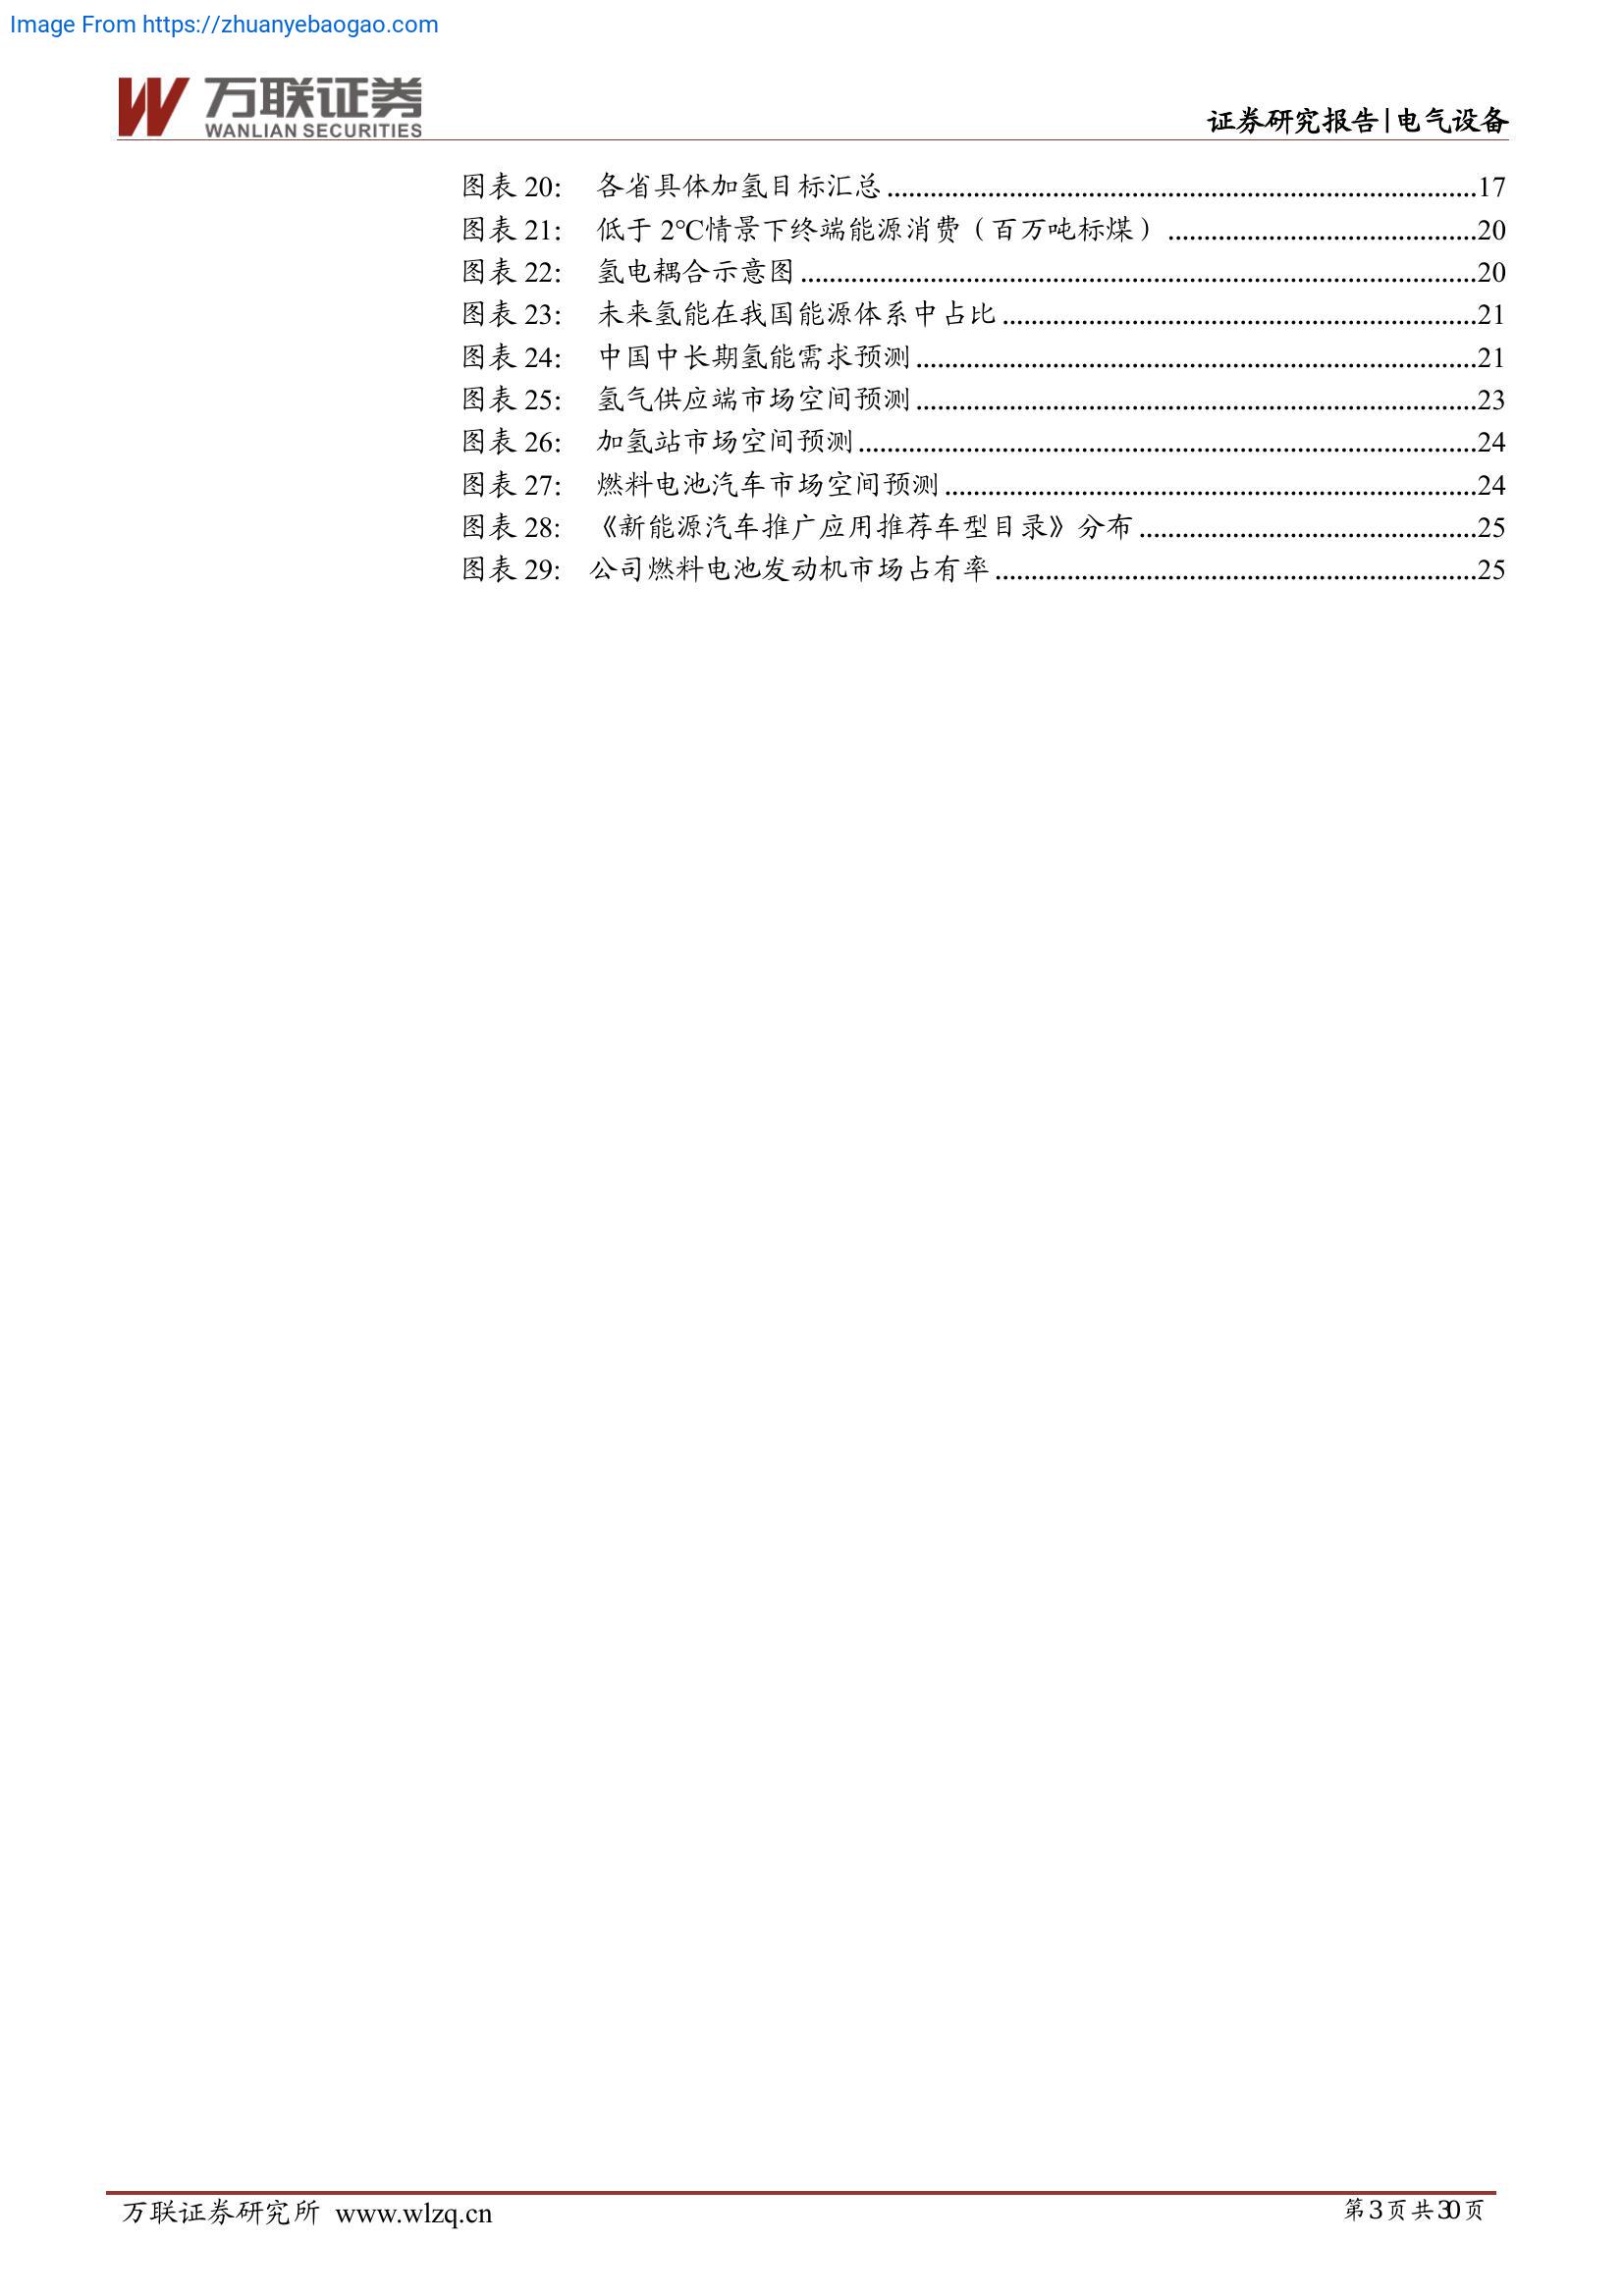 Image From https://zhuanyebaogao.com
万联证券
WANLIAN SECURITIES
证券研究报告|电气设备
图表 20: 各省具体加氢目标汇总.....17
图表 21: 低于 2℃情景下终端能源消费（百万吨标煤）.....20
图表 22: 氢电耦合示意图.....20
图表 23: 未来氢能在我国能源体系中占比.....21
图表 24: 中国中长期氢能需求预测.....21
图表 25: 氢气供应端市场空间预测.....23
图表 26: 加氢站市场空间预测.....24
图表 27: 燃料电池汽车市场空间预测.....24
图表 28: 《新能源汽车推广应用推荐车型目录》分布.....25
图表 29: 公司燃料电池发动机市场占有率.....25
万联证券研究所 www.wlzq.cn
第3页共30页